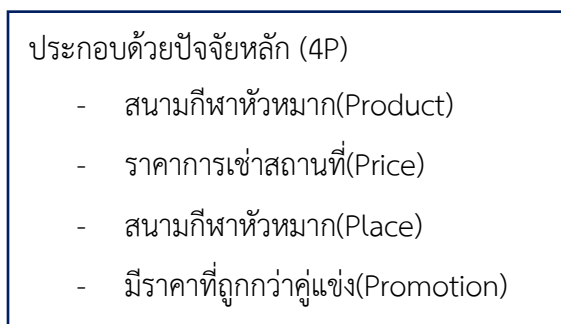 ประกอบด้วยปัจจัยหลัก (4P)
- สนามกีฬาหัวหมาก(Product)
- ราคาการเช่าสถานที่(Price)
- สนามกีฬาหัวหมาก(Place)
- มีราคาที่ถูกกว่าคู่แข่ง(Promotion)